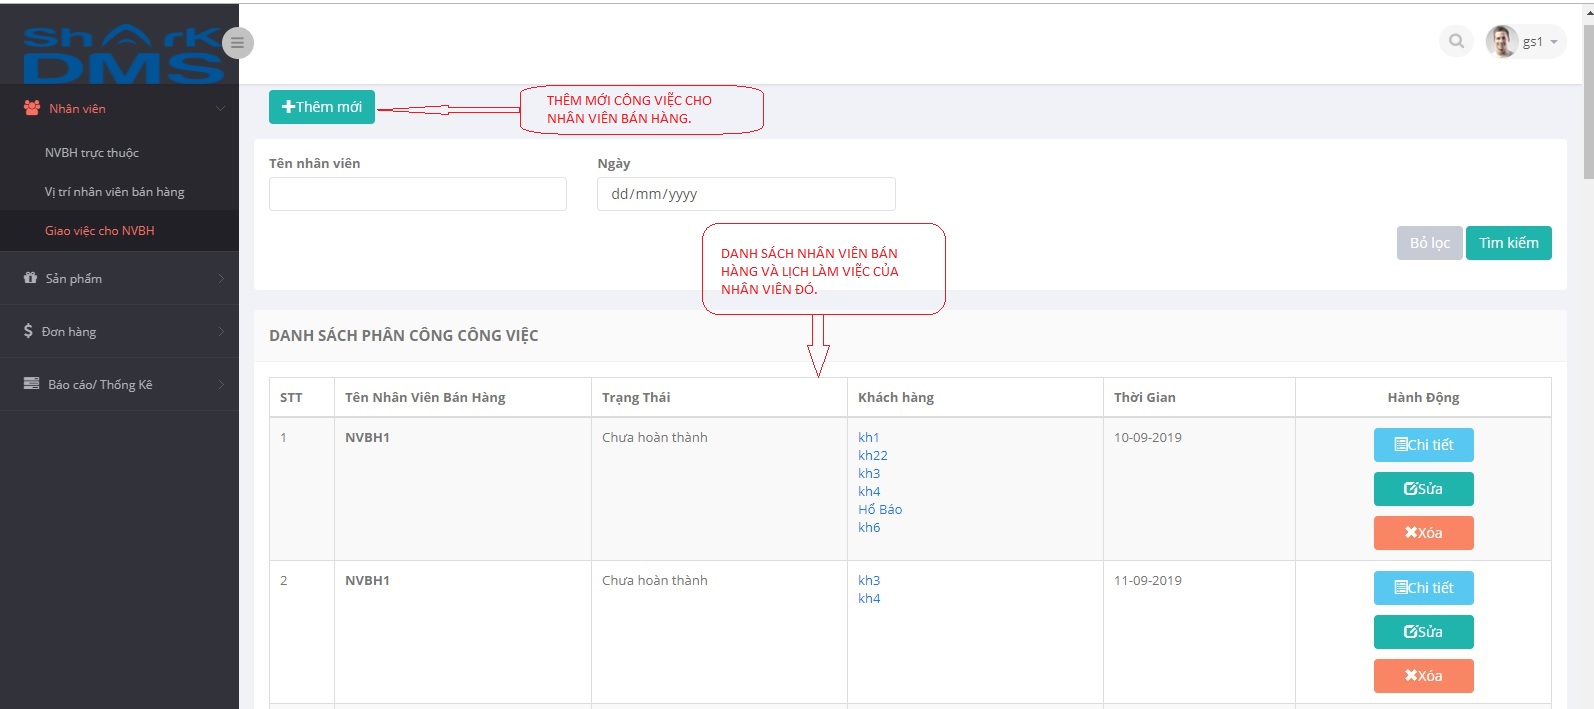 Shark
DMS
gs1
Nhân viên
NVBH trực thuộc
Vị trí nhân viên bán hàng
Giao việc cho NVBH
Sản phẩm
Đơn hàng
Báo cáo/ Thống Kê
Thêm mới
THÊM MỚI CÔNG VIỆC CHO
NHÂN VIÊN BÁN HÀNG.
Tên nhân viên
Ngày
dd/mm/yyyy
Bỏ lọc
Tìm kiếm
DANH SÁCH NHÂN VIÊN BÁN
HÀNG VÀ LỊCH LÀM VIỆC CỦA
NHÂN VIÊN ĐÓ.
DANH SÁCH PHÂN CÔNG CÔNG VIỆC
STT Tên Nhân Viên Bán Hàng Trạng Thái Khách hàng Thời Gian Hành Động
1 NVBH1 Chưa hoàn thành kh1 10-09-2019 Chi tiết
kh22
kh3
kh4 Sửa
Hổ Báo
kh6 Xóa
2 NVBH1 Chưa hoàn thành kh3 11-09-2019 Chi tiết
kh4
Sửa
Xóa